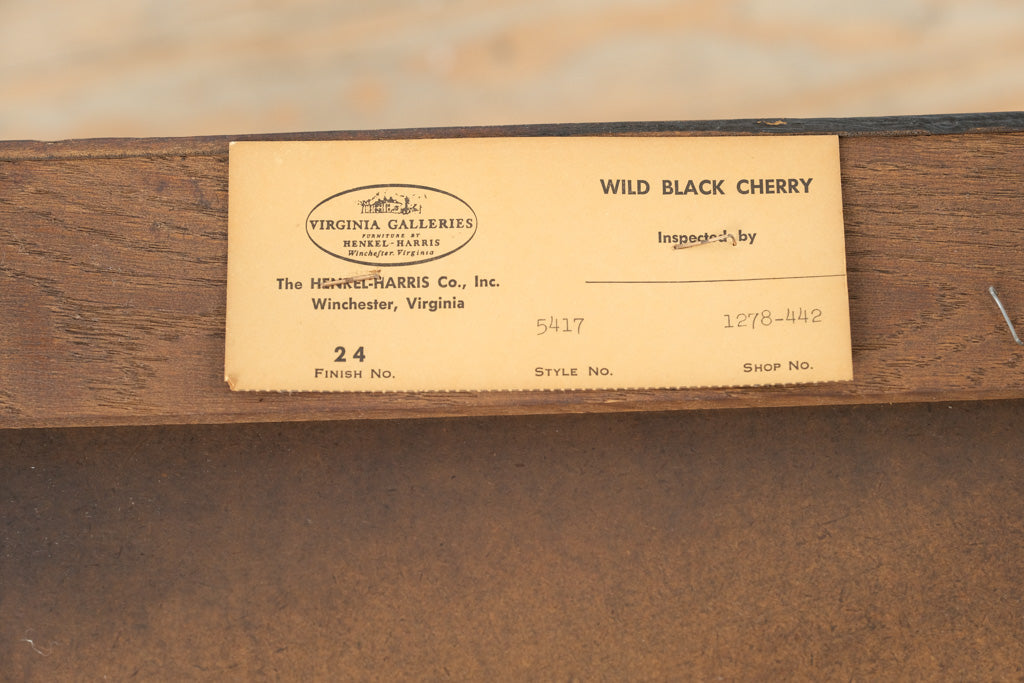 VIRGINIA GALLERIES
FURNITURE BY
HENKEL-HARRIS
Winchester, Virginia
The HENKEL-HARRIS Co., Inc.
Winchester, Virginia
24
FINISH NO.
WILD BLACK CHERRY
Inspected by
5417
STYLE NO.
1278-442
SHOP NO.